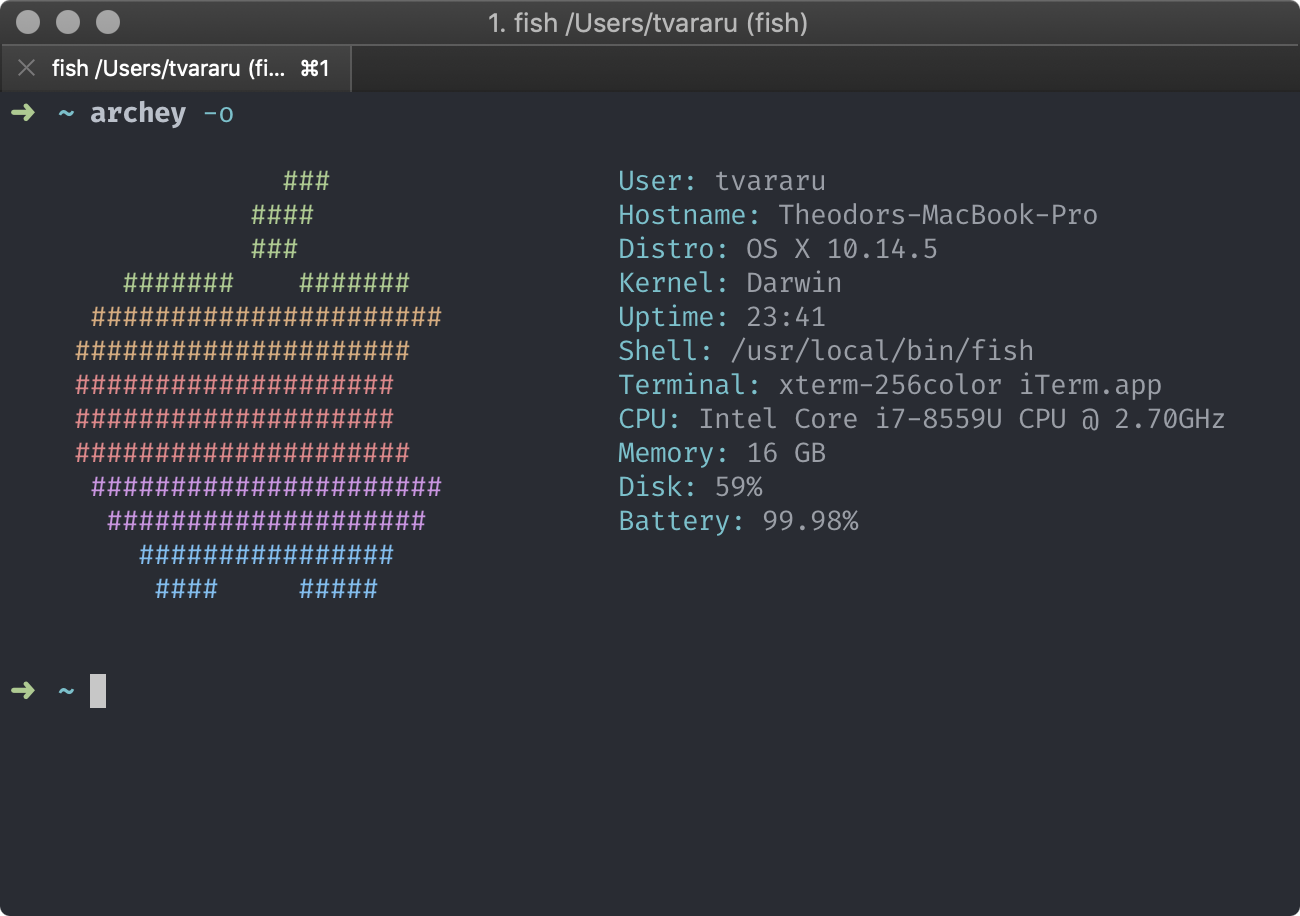 1. fish /Users/tvararu (fish)
fish /Users/tvararu (fi... ⌘1
➜ ~ archey -o
### User: tvararu
#### Hostname: Theodors-MacBook-Pro
### Distro: OS X 10.14.5
####### ####### Kernel: Darwin
###################### Uptime: 23:41
##################### Shell: /usr/local/bin/fish
#################### Terminal: xterm-256color iTerm.app
#################### CPU: Intel Core i7-8559U CPU @ 2.70GHz
##################### Memory: 16 GB
###################### Disk: 59%
#################### Battery: 99.98%
################
#### #####
➜ ~